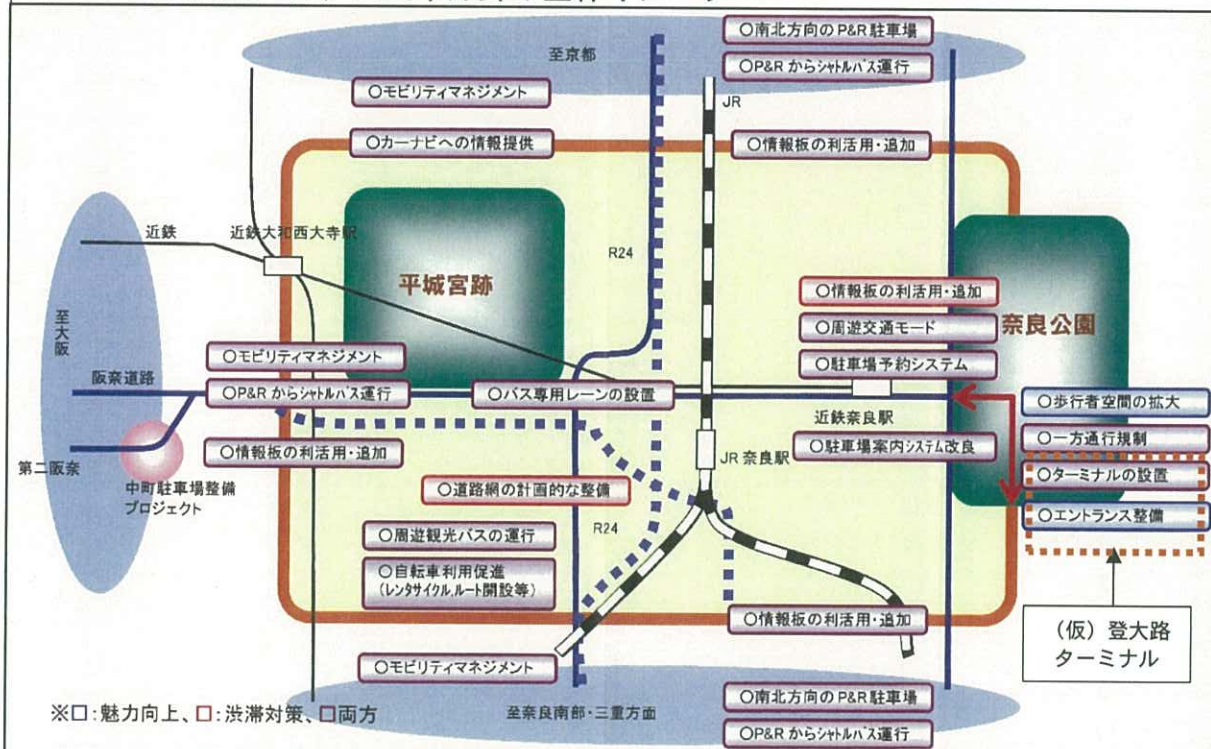 ○南北方向のP&R駐車場
至京都
○P&Rからシャトルバス運行
○モビリティマネジメント
JR
○カーナビへの情報提供
○情報板の利活用・追加
近鉄
近鉄大和西大寺駅
R24
平城宮跡
○情報板の利活用・追加
奈良公園
至大阪
○周遊交通モード
○モビリティマネジメント
○駐車場予約システム
阪奈道路
○P&Rからシャトルバス運行
○バス専用レーンの設置
○歩行者空間の拡大
近鉄奈良駅
○一方通行規制
○情報板の利活用・追加
JR奈良駅
○駐車場案内システム改良
第二阪奈
○ターミナルの設置
中町駐車場整備
プロジェクト
○道路網の計画的な整備
○エントランス整備
○周遊観光バスの運行
R24
○自転車利用促進
(レンタサイクル,ルート開設等)
○情報板の利活用・追加
(仮)登大路
ターミナル
○モビリティマネジメント
○南北方向のP&R駐車場
※□:魅力向上、□:渋滞対策、□両方
至奈良南部・三重方面
○P&Rからシャトルバス運行